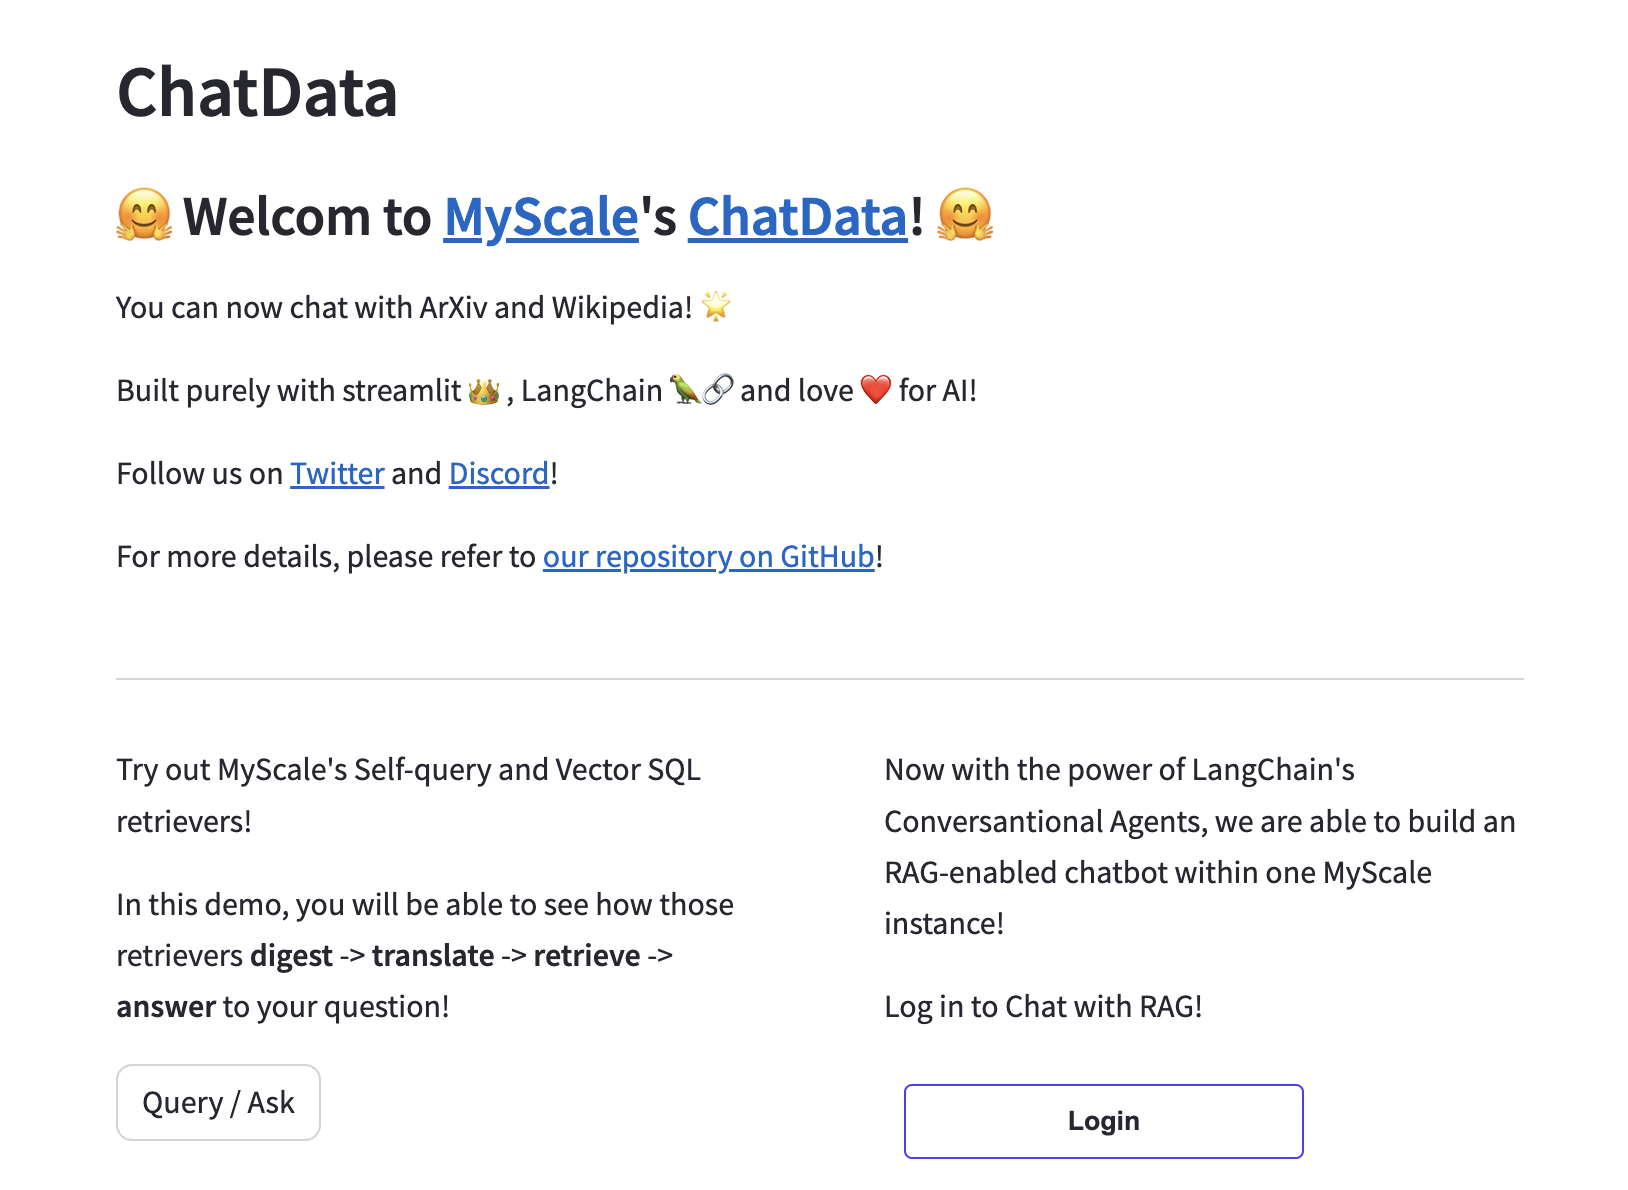 ChatData
🤗 Welcom to MyScale's ChatData! 🤗
You can now chat with ArXiv and Wikipedia! 🌟
Built purely with streamlit 👑 , LangChain 🦜🔗 and love ❤️ for AI!
Follow us on Twitter and Discord!
For more details, please refer to our repository on GitHub!
Try out MyScale's Self-query and Vector SQL
retrievers!
In this demo, you will be able to see how those
retrievers digest -> translate -> retrieve ->
answer to your question!
Query / Ask
Now with the power of LangChain's
Conversantional Agents, we are able to build an
RAG-enabled chatbot within one MyScale
instance!
Log in to Chat with RAG!
Login